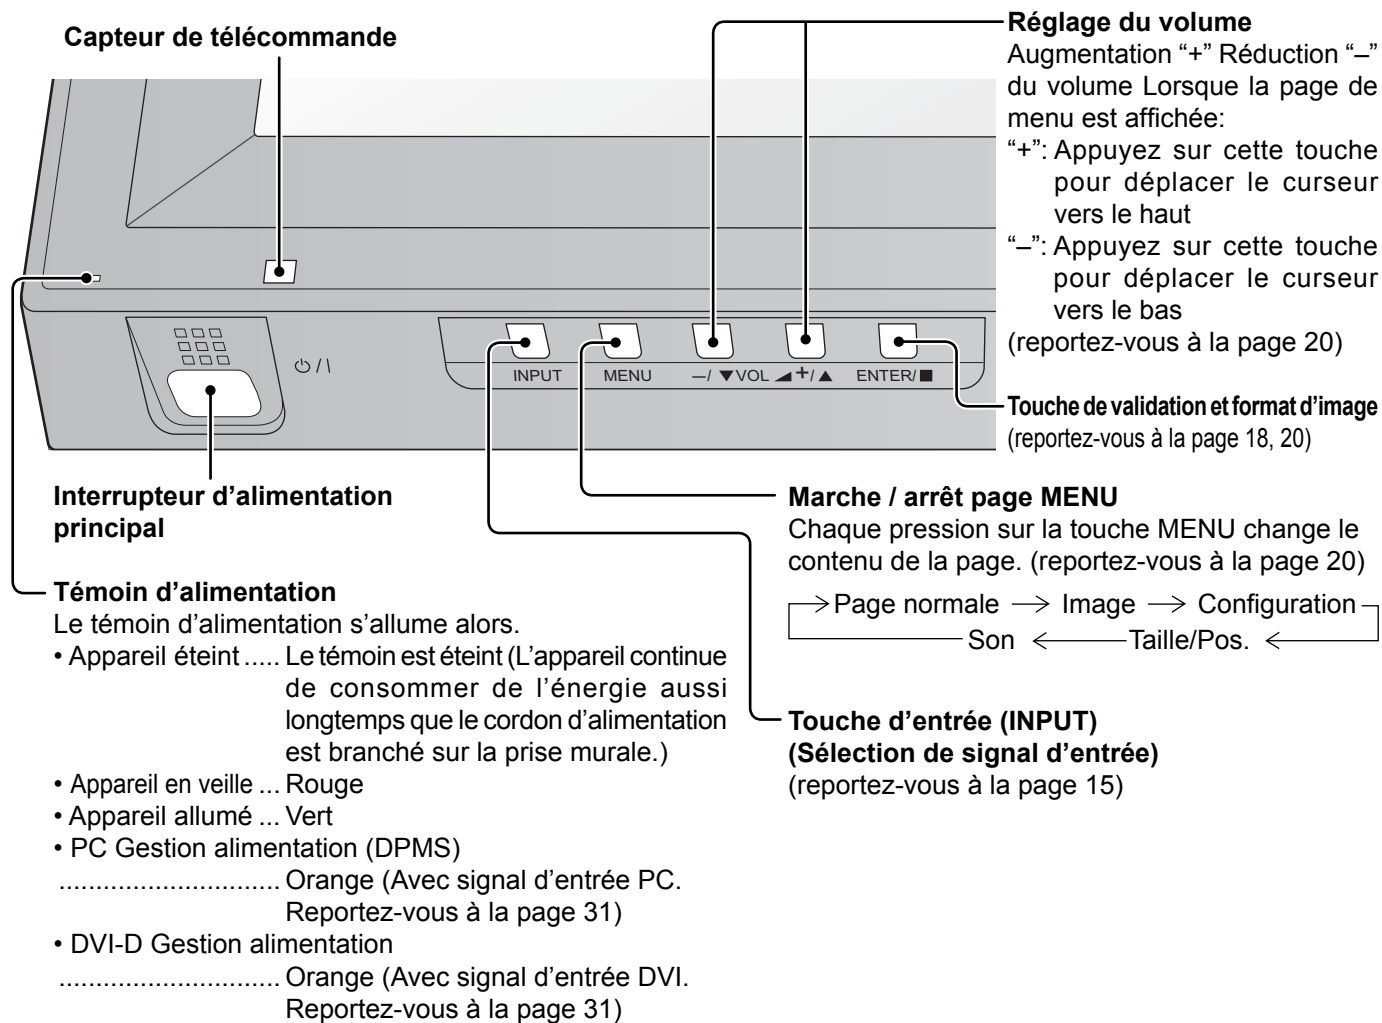 Capteur de télécommande
Réglage du volume
Augmentation “+” Réduction “–”
du volume Lorsque la page de
menu est affichée:
“+”: Appuyez sur cette touche
pour déplacer le curseur
vers le haut
“–”: Appuyez sur cette touche
pour déplacer le curseur
vers le bas
(reportez-vous à la page 20)
INPUT MENU –/ ▼VOL ◢ +/▲ ENTER/■
⏻ / I
Touche de validation et format d’image
(reportez-vous à la page 18, 20)
Interrupteur d’alimentation
principal
Marche / arrêt page MENU
Chaque pression sur la touche MENU change le
contenu de la page. (reportez-vous à la page 20)
→ Page normale → Image → Configuration
Son ← Taille/Pos. ←
Témoin d’alimentation
Le témoin d’alimentation s’allume alors.
• Appareil éteint ..... Le témoin est éteint (L’appareil continue
de consommer de l’énergie aussi
longtemps que le cordon d’alimentation
est branché sur la prise murale.)
• Appareil en veille ... Rouge
• Appareil allumé ... Vert
• PC Gestion alimentation (DPMS)
.............................. Orange (Avec signal d’entrée PC.
Reportez-vous à la page 31)
• DVI-D Gestion alimentation
.............................. Orange (Avec signal d’entrée DVI.
Reportez-vous à la page 31)
Touche d’entrée (INPUT)
(Sélection de signal d’entrée)
(reportez-vous à la page 15)